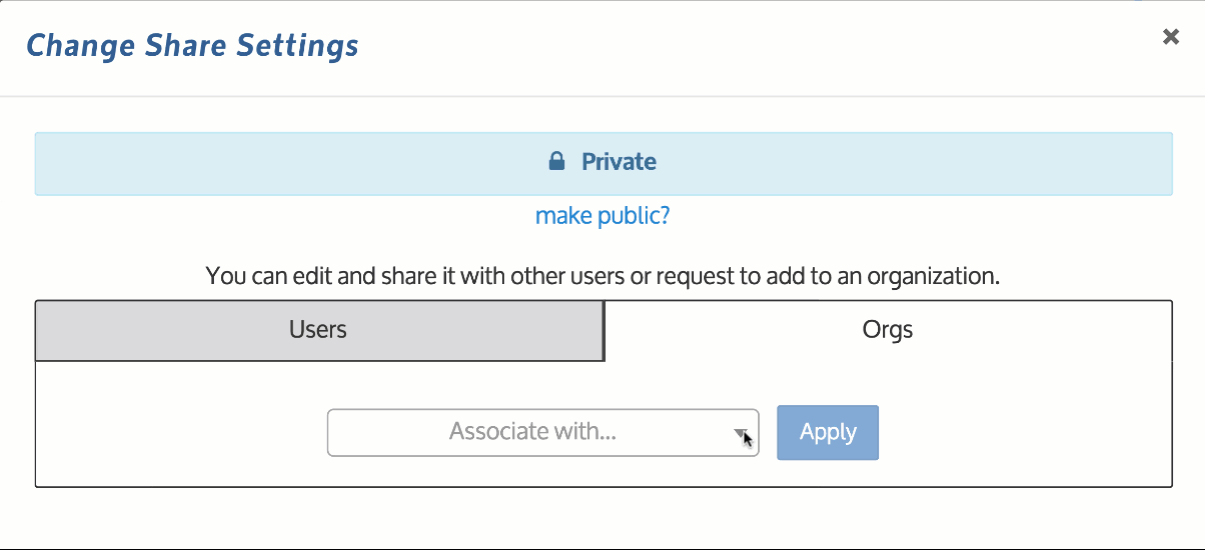 Change Share Settings
Private
make public?
You can edit and share it with other users or request to add to an organization.
Users
Orgs
Associate with...
Apply